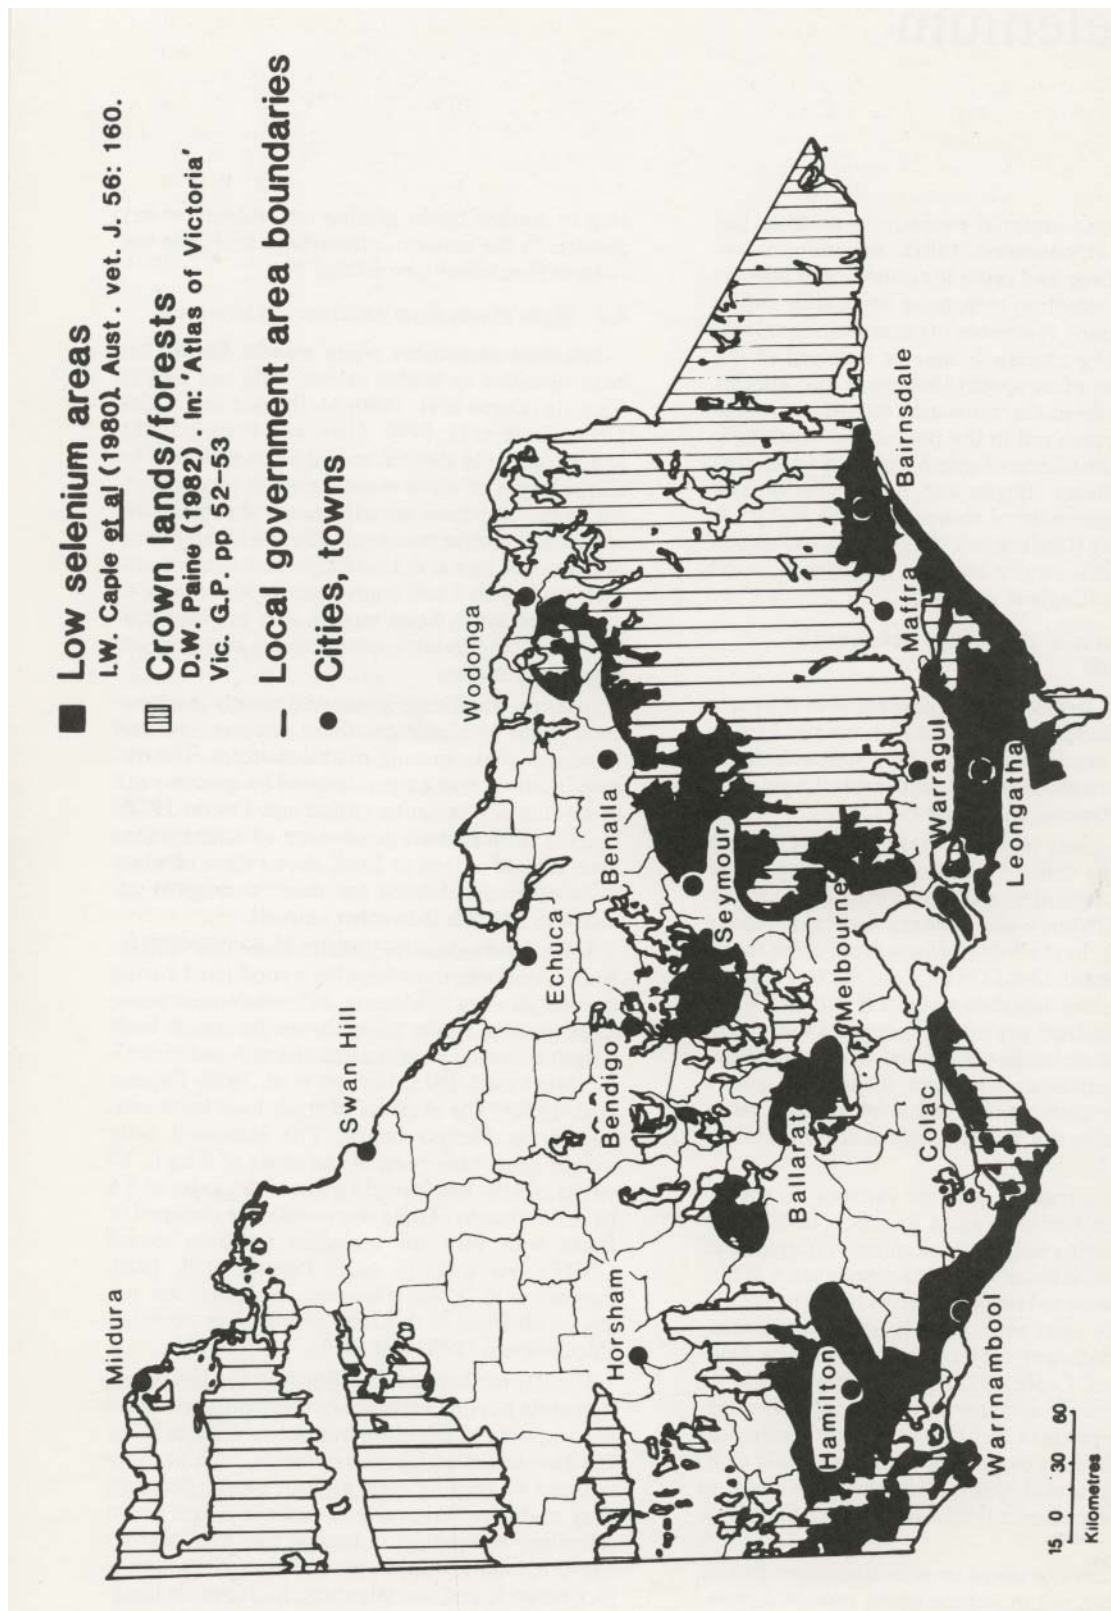 Low selenium areas
I.W. Caple et al (1980). Aust. vet. J. 56: 160.
Crown lands/forests
D.W. Paine (1982) In: 'Atlas of Victoria'
Vic. G.P. pp 52–53
Local government area boundaries
Cities, towns
Mildura
Swan Hill
Echuca
Wodonga
Horsham
Bendigo
Benalla
Seymour
Ballarat
Melbourne
Hamilton
Colac
Warragul
Maffra
Bairnsdale
Warrnambool
Leongatha
15 0 30 60
Kilometres